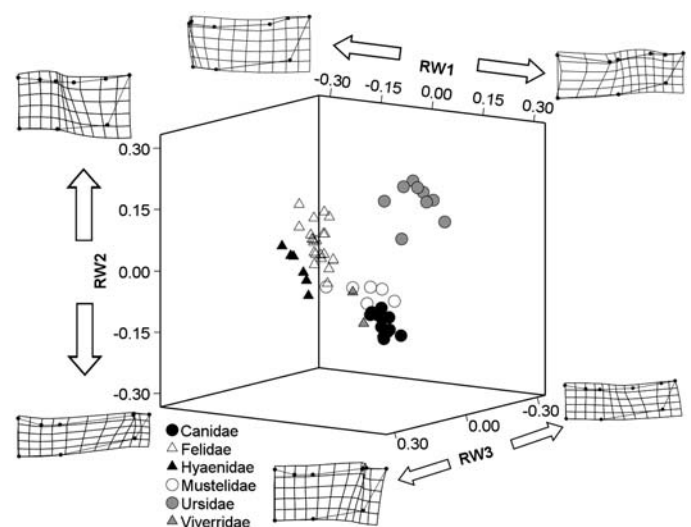 RW1
-0.30 -0.15 0.00 0.15 0.30
0.30
0.15
0.00
-0.15
-0.30
RW2
-0.30
0.00
0.30
RW3
Canidae
Felidae
Hyaenidae
Mustelidae
Ursidae
Viverridae